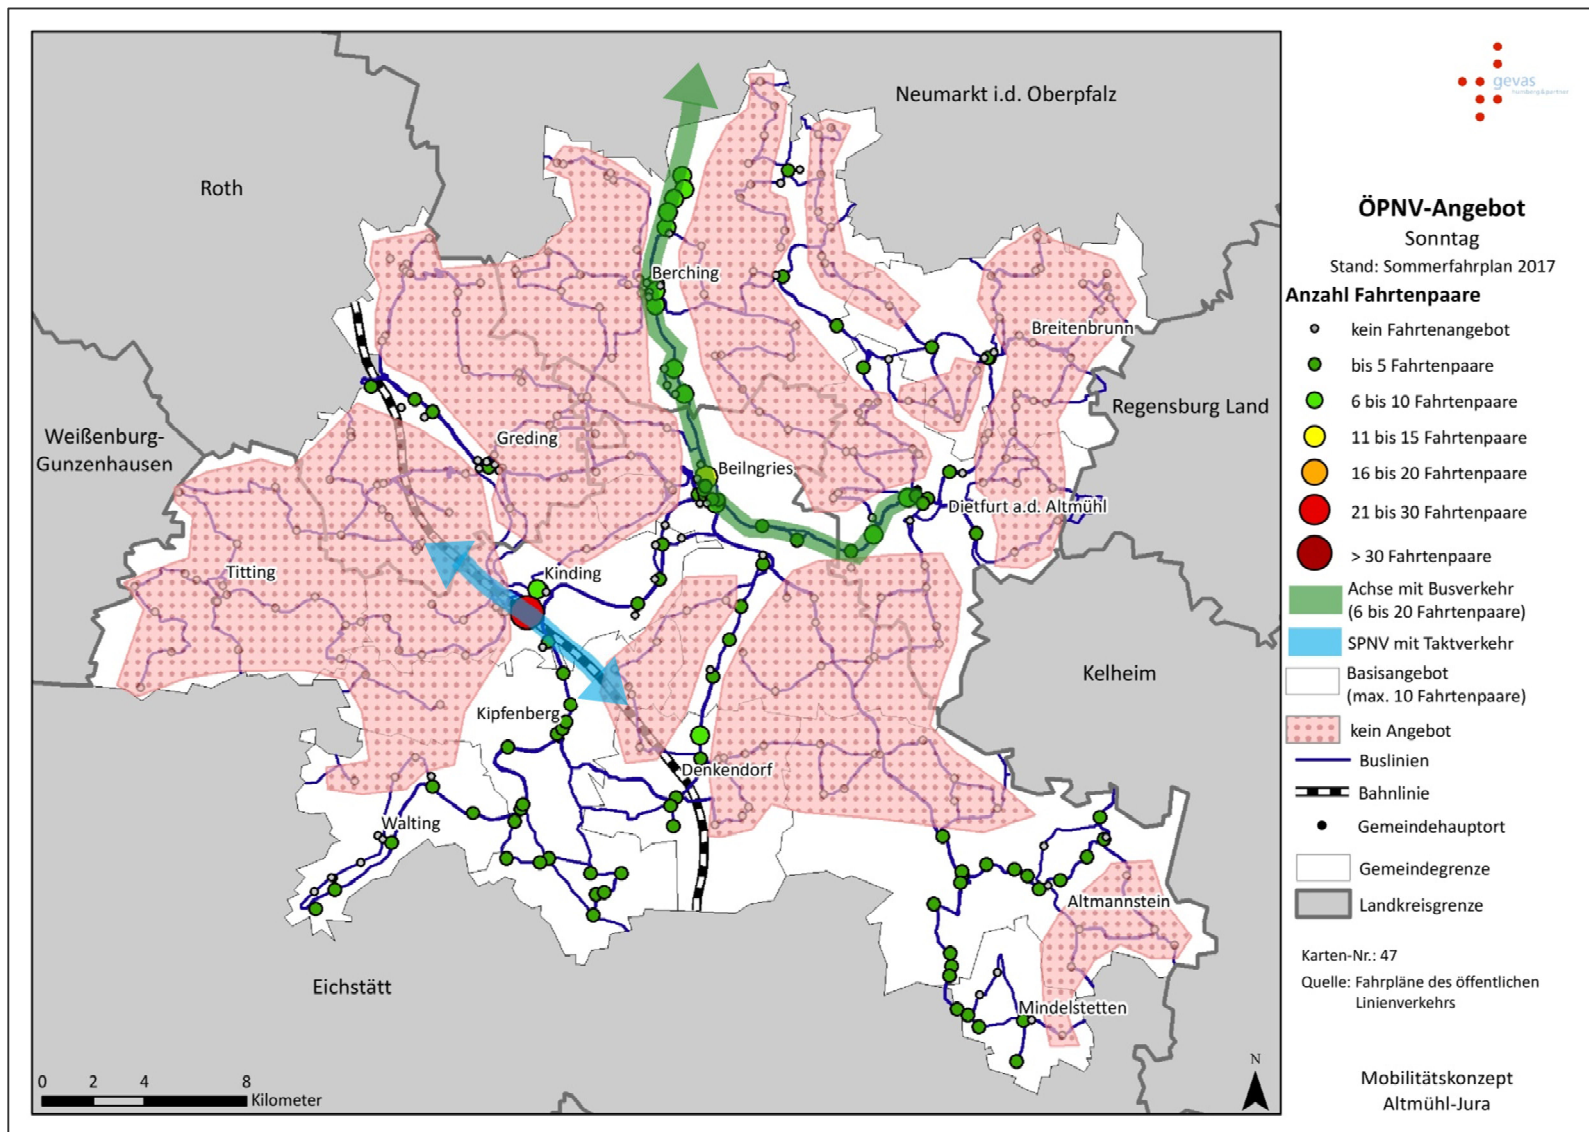 Neumarkt i.d. Oberpfalz
Roth
Berching
Breitenbrunn
Regensburg Land
Weißenburg-
Gunzenhausen
Greding
Beilngries
Dietfurt a.d. Altmühl
Titting
Kinding
Kelheim
Kipfenberg
Denkendorf
Walting
Altmannstein
Eichstätt
Mindelstetten
0 2 4 8
Kilometer
N
gevas
humberg&partner
ÖPNV-Angebot
Sonntag
Stand: Sommerfahrplan 2017
Anzahl Fahrtenpaare
kein Fahrtenangebot
bis 5 Fahrtenpaare
6 bis 10 Fahrtenpaare
11 bis 15 Fahrtenpaare
16 bis 20 Fahrtenpaare
21 bis 30 Fahrtenpaare
> 30 Fahrtenpaare
Achse mit Busverkehr
(6 bis 20 Fahrtenpaare)
SPNV mit Taktverkehr
Basisangebot
(max. 10 Fahrtenpaare)
kein Angebot
Buslinien
Bahnlinie
Gemeindehauptort
Gemeindegrenze
Landkreisgrenze
Karten-Nr.: 47
Quelle: Fahrpläne des öffentlichen
Linienverkehrs
Mobilitätskonzept
Altmühl-Jura